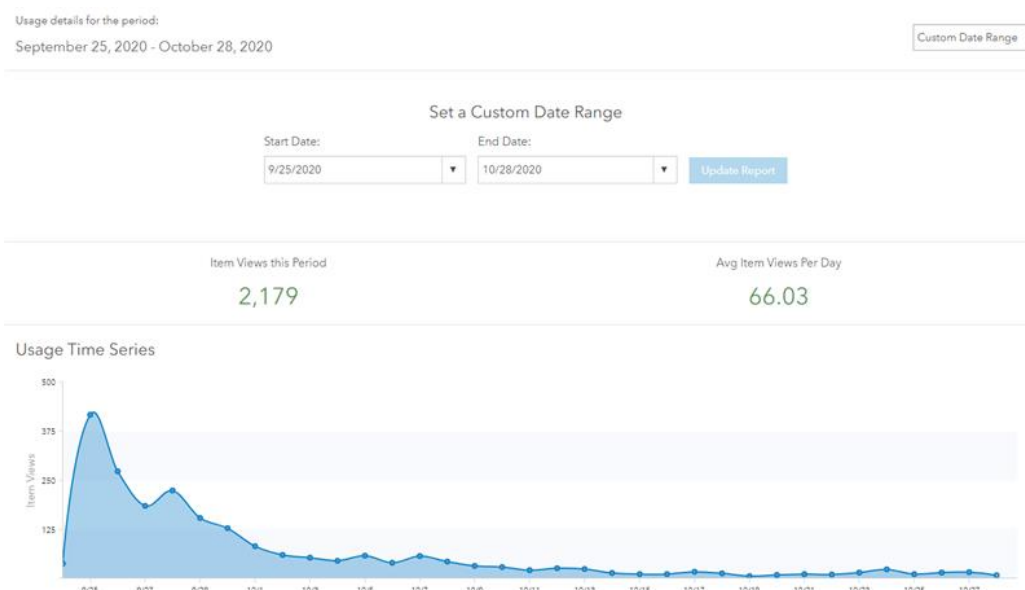 Usage details for the period:
September 25, 2020 - October 28, 2020
Custom Date Range
Set a Custom Date Range
Start Date:
End Date:
9/25/2020
10/28/2020
Update Report
Item Views this Period
Avg Item Views Per Day
2,179
66.03
Usage Time Series
500
375
250
125
Item Views